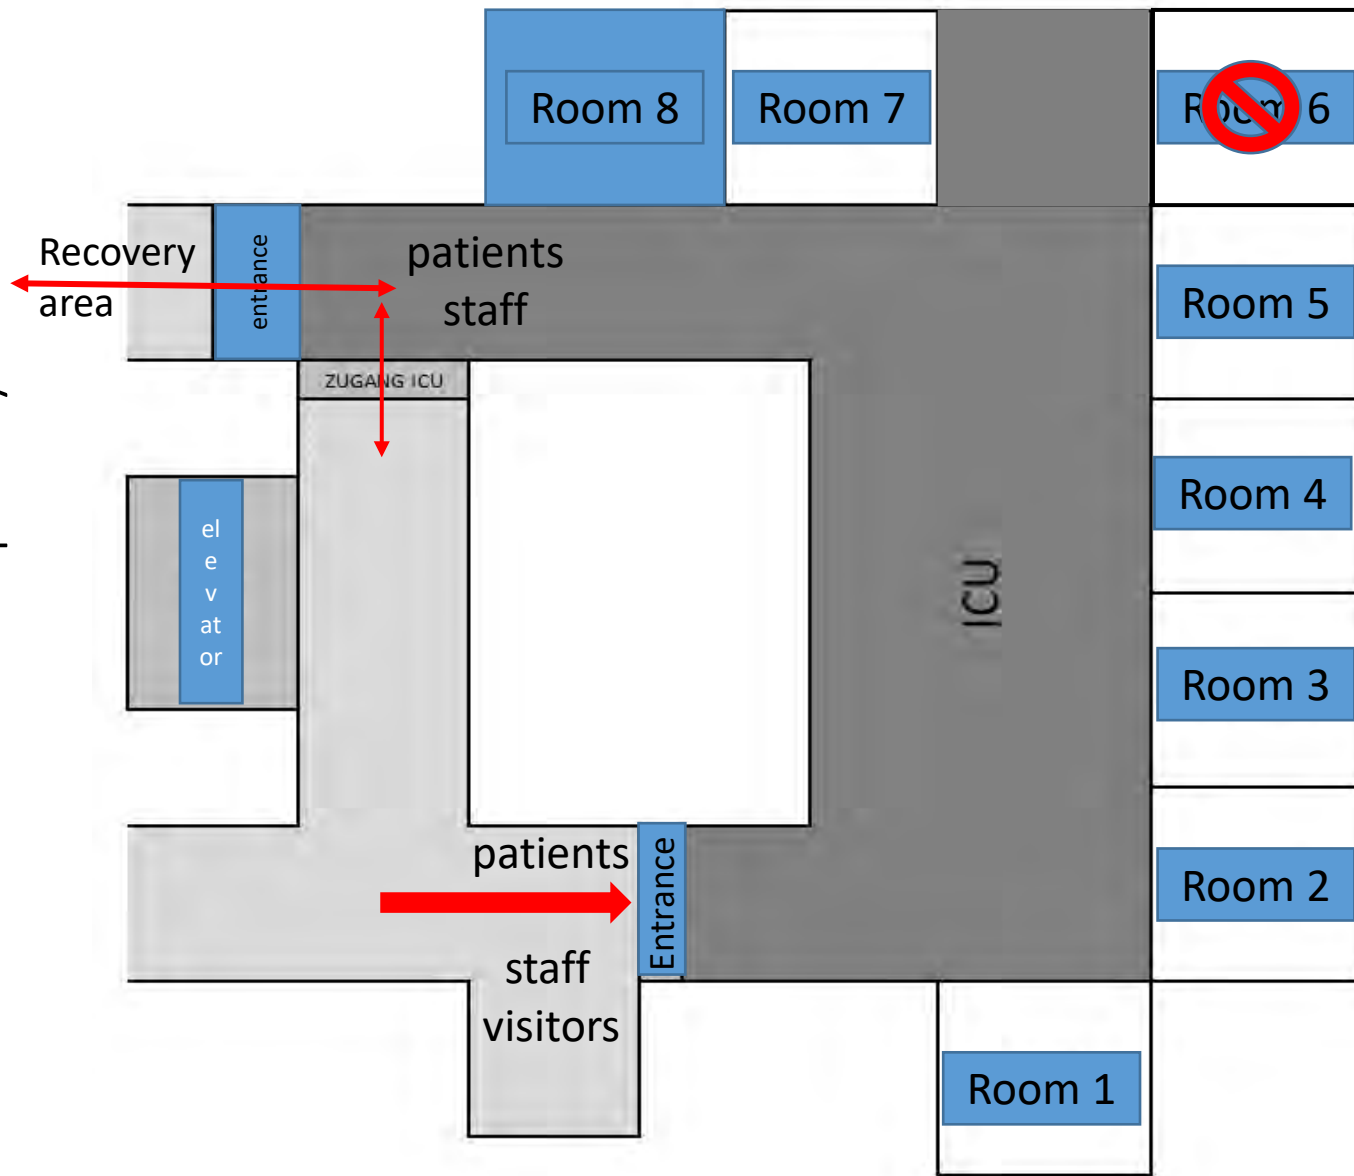 Room 8
Room 7
Room 6
Recovery
area
entrance
patients
staff
Room 5
ZUGANG ICU
Room 4
el
e
v
at
or
ICU
Room 3
patients
Entrance
Room 2
staff
visitors
Room 1